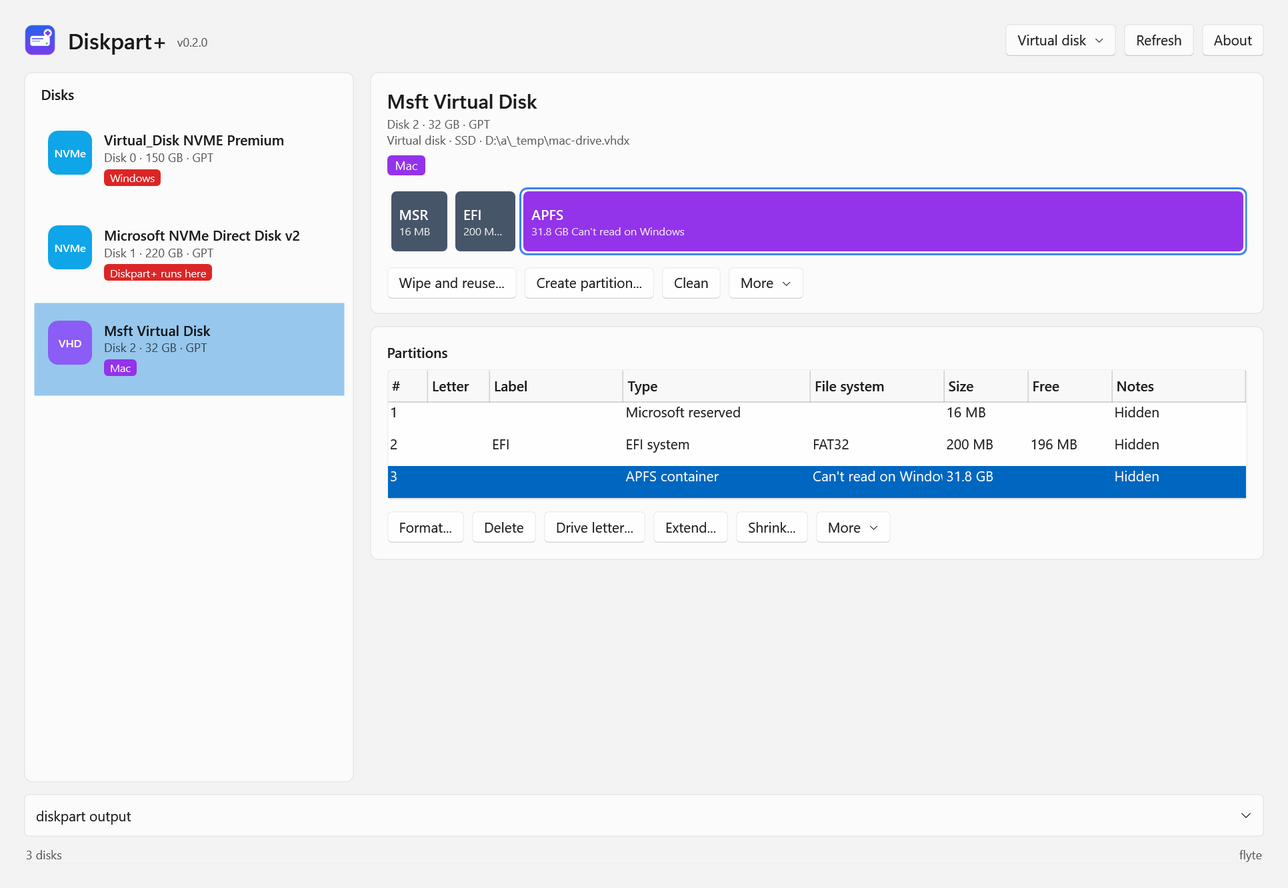 Diskpart+ v0.2.0
Virtual disk Refresh About
Disks
NVMe
Virtual_Disk NVME Premium
Disk 0 · 150 GB · GPT
Windows
NVMe
Microsoft NVMe Direct Disk v2
Disk 1 · 220 GB · GPT
Diskpart+ runs here
VHD
Msft Virtual Disk
Disk 2 · 32 GB · GPT
Mac
Msft Virtual Disk
Disk 2 · 32 GB · GPT
Virtual disk · SSD · D:\a\_temp\mac-drive.vhdx
Mac
MSR
16 MB
EFI
200 M...
APFS
31.8 GB Can't read on Windows
Wipe and reuse... Create partition... Clean More
Partitions
# Letter Label Type File system Size Free Notes
1 Microsoft reserved 16 MB Hidden
2 EFI EFI system FAT32 200 MB 196 MB Hidden
3 APFS container Can't read on Windo 31.8 GB Hidden
Format... Delete Drive letter... Extend... Shrink... More
diskpart output
3 disks
flyte